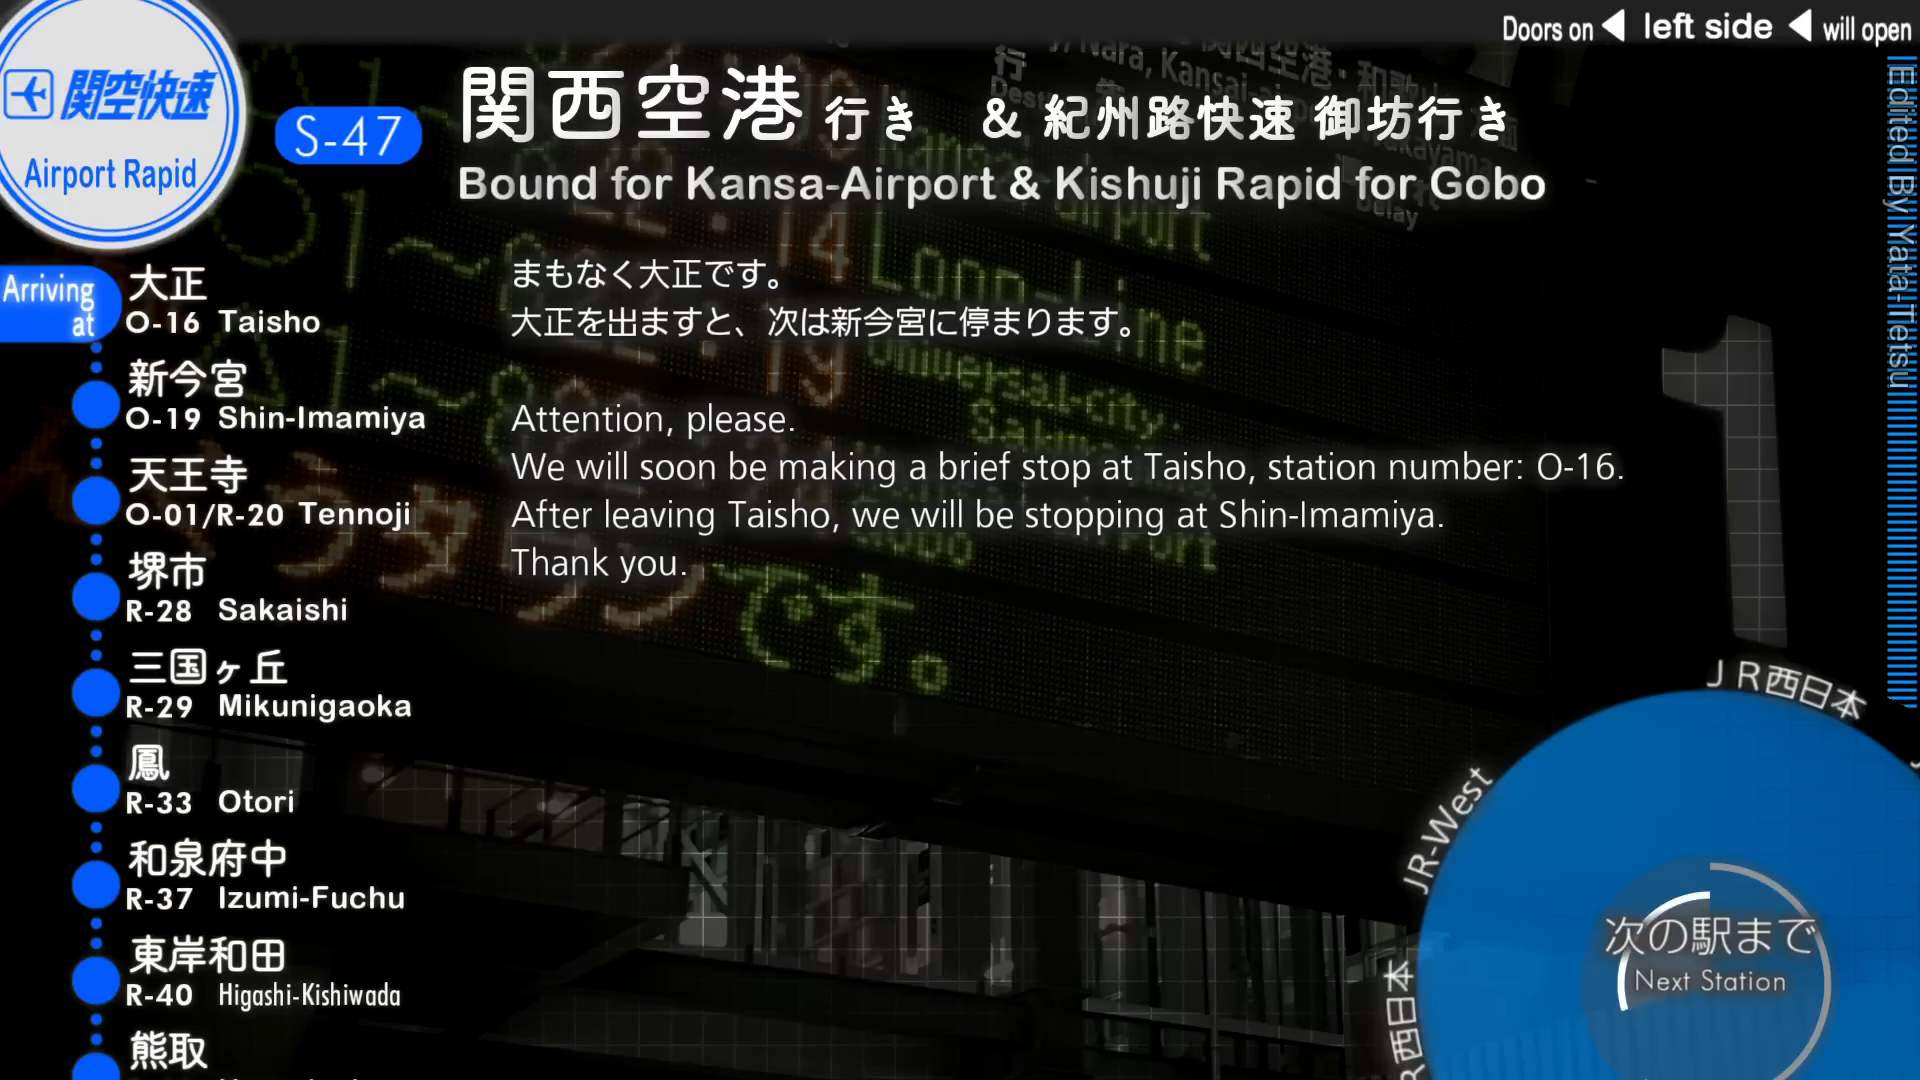 関空快速
Airport Rapid
S-47
関西空港 行き & 紀州路快速 御坊行き
Bound for Kansa-Airport & Kishuji Rapid for Gobo
Doors on ◀ left side ◀ will open
Edited By Yata-Tetsu
Arriving at
大正
O-16 Taisho
新今宮
O-19 Shin-Imamiya
天王寺
O-01/R-20 Tennoji
堺市
R-28 Sakaishi
三国ヶ丘
R-29 Mikunigaoka
鳳
R-33 Otori
和泉府中
R-37 Izumi-Fuchu
東岸和田
R-40 Higashi-Kishiwada
熊取
まもなく大正です。
大正を出ますと、次は新今宮に停まります。
Attention, please.
We will soon be making a brief stop at Taisho, station number: O-16.
After leaving Taisho, we will be stopping at Shin-Imamiya.
Thank you.
1
です。
JR西日本
JR-West
JR西日本
次の駅まで
Next Station